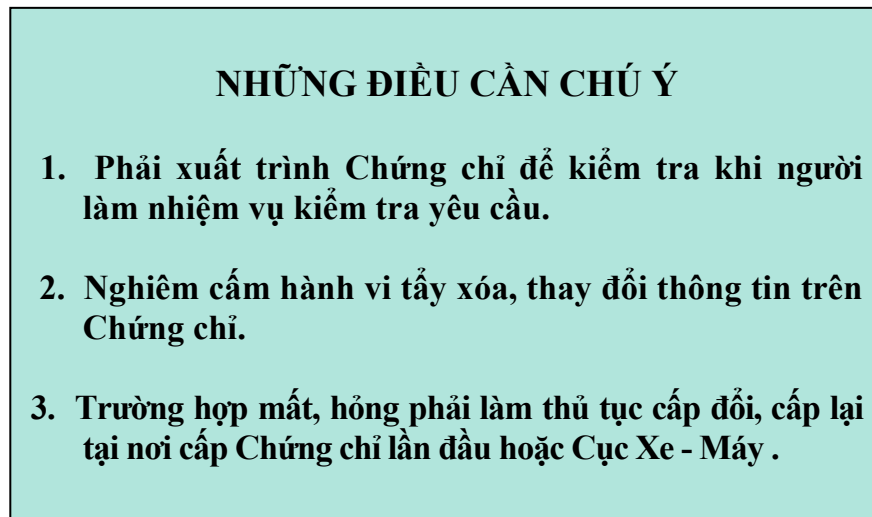 NHỮNG ĐIỀU CẦN CHÚ Ý
1. Phải xuất trình Chứng chỉ để kiểm tra khi người
làm nhiệm vụ kiểm tra yêu cầu.
2. Nghiêm cấm hành vi tẩy xóa, thay đổi thông tin trên
Chứng chỉ.
3. Trường hợp mất, hỏng phải làm thủ tục cấp đổi, cấp lại
tại nơi cấp Chứng chỉ lần đầu hoặc Cục Xe - Máy .